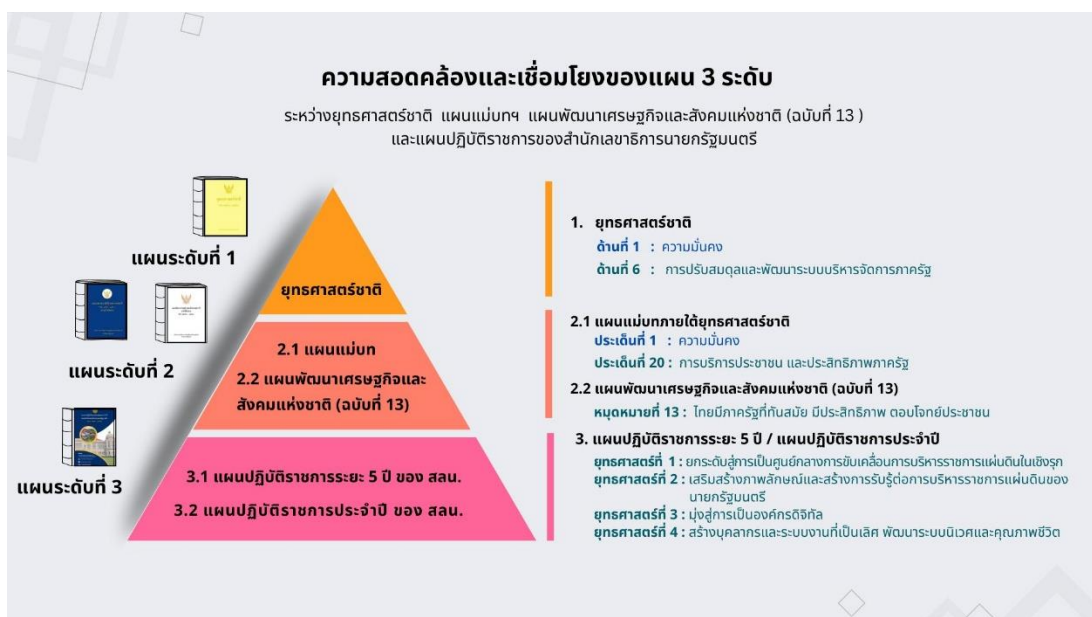 ความสอดคล้องและเชื่อมโยงของแผน 3 ระดับ
ระหว่างยุทธศาสตร์ชาติ แผนแม่บทฯ แผนพัฒนาเศรษฐกิจและสังคมแห่งชาติ (ฉบับที่ 13 )
และแผนปฏิบัติราชการของสำนักเลขาธิการนายกรัฐมนตรี
แผนระดับที่ 1
แผนระดับที่ 2
แผนระดับที่ 3
ยุทธศาสตร์ชาติ
2.1 แผนแม่บท
2.2 แผนพัฒนาเศรษฐกิจและ
สังคมแห่งชาติ (ฉบับที่ 13)
3.1 แผนปฏิบัติราชการระยะ 5 ปี ของ สลน.
3.2 แผนปฏิบัติราชการประจำปี ของ สลน.
1. ยุทธศาสตร์ชาติ
ด้านที่ 1 : ความมั่นคง
ด้านที่ 6 : การปรับสมดุลและพัฒนาระบบบริหารจัดการภาครัฐ
2.1 แผนแม่บทภายใต้ยุทธศาสตร์ชาติ
ประเด็นที่ 1 : ความมั่นคง
ประเด็นที่ 20 : การบริการประชาชน และประสิทธิภาพภาครัฐ
2.2 แผนพัฒนาเศรษฐกิจและสังคมแห่งชาติ (ฉบับที่ 13)
หมุดหมายที่ 13 : ไทยมีภาครัฐที่ทันสมัย มีประสิทธิภาพ ตอบโจทย์ประชาชน
3. แผนปฏิบัติราชการระยะ 5 ปี / แผนปฏิบัติราชการประจำปี
ยุทธศาสตร์ที่ 1 : ยกระดับสู่การเป็นศูนย์กลางการขับเคลื่อนการบริหารราชการแผ่นดินในเชิงรุก
ยุทธศาสตร์ที่ 2 : เสริมสร้างภาพลักษณ์และสร้างการรับรู้ต่อการบริหารราชการแผ่นดินของ
นายกรัฐมนตรี
ยุทธศาสตร์ที่ 3 : มุ่งสู่การเป็นองค์กรดิจิทัล
ยุทธศาสตร์ที่ 4 : สร้างบุคลากรและระบบงานที่เป็นเลิศ พัฒนาระบบนิเวศและคุณภาพชีวิต